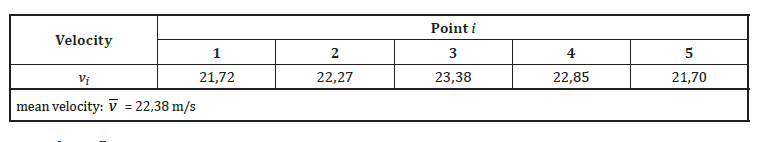 Velocity
Point i
1 2 3 4 5
vi 21,72 22,27 23,38 22,85 21,70
mean velocity: v̅ = 22,38 m/s